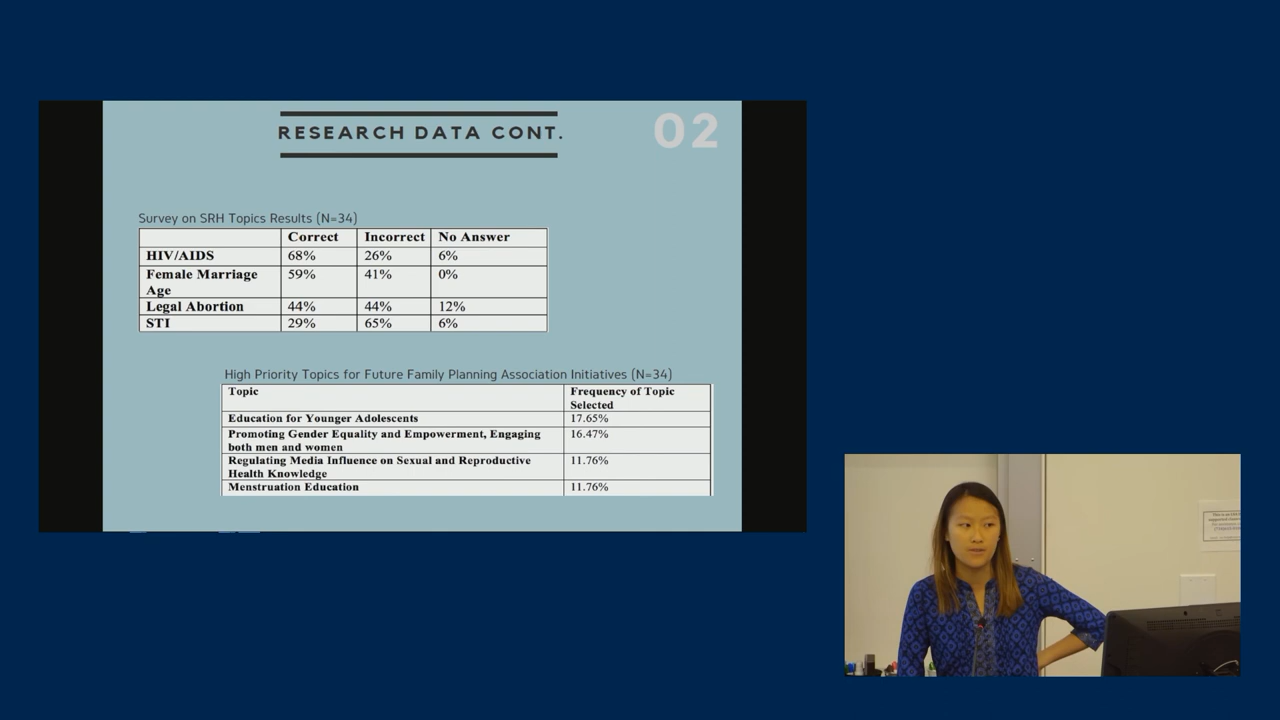 RESEARCH DATA CONT.
02
Survey on SRH Topics Results (N=34)
Correct Incorrect No Answer
HIV/AIDS 68% 26% 6%
Female Marriage 59% 41% 0%
Age
Legal Abortion 44% 44% 12%
STI 29% 65% 6%
High Priority Topics for Future Family Planning Association Initiatives (N=34)
Topic Frequency of Topic
Selected
Education for Younger Adolescents 17.65%
Promoting Gender Equality and Empowerment, Engaging 16.47%
both men and women
Regulating Media Influence on Sexual and Reproductive 11.76%
Health Knowledge
Menstruation Education 11.76%